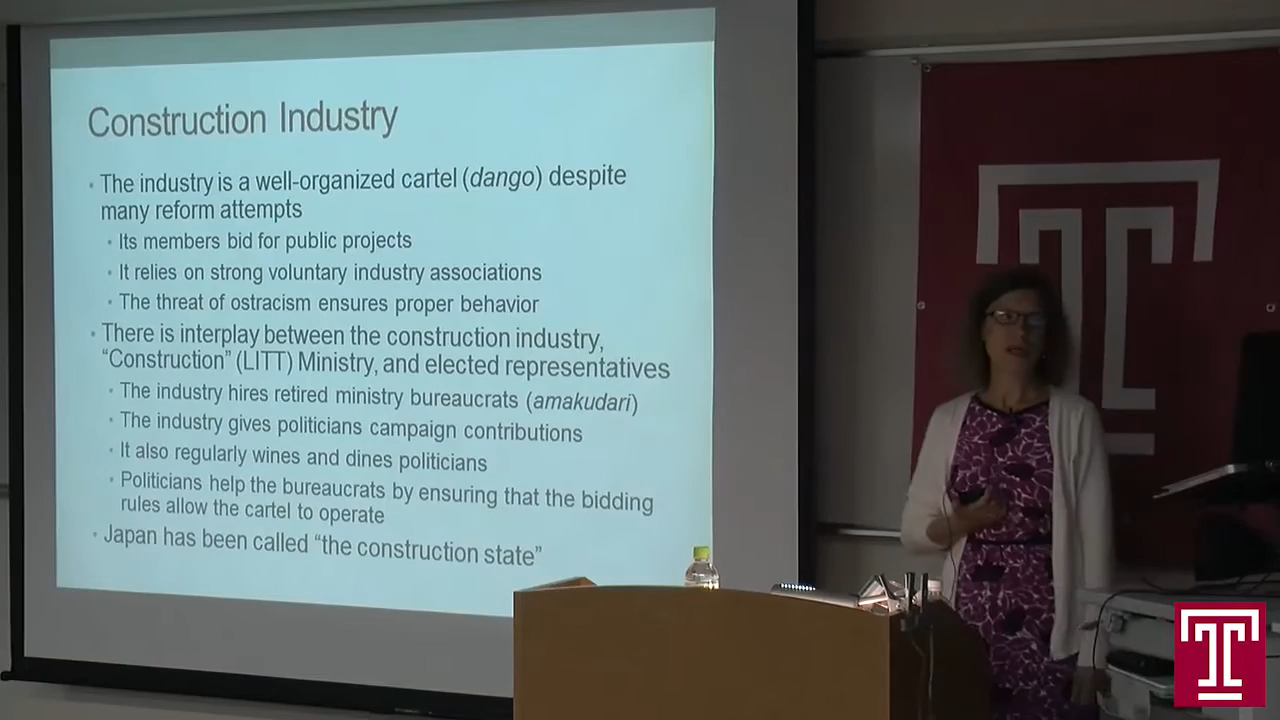 Construction Industry
• The industry is a well-organized cartel (dango) despite
many reform attempts
• Its members bid for public projects
• It relies on strong voluntary industry associations
• The threat of ostracism ensures proper behavior
• There is interplay between the construction industry,
“Construction” (LITT) Ministry, and elected representatives
• The industry hires retired ministry bureaucrats (amakudari)
• The industry gives politicians campaign contributions
• It also regularly wines and dines politicians
• Politicians help the bureaucrats by ensuring that the bidding
rules allow the cartel to operate
• Japan has been called “the construction state”
T
T